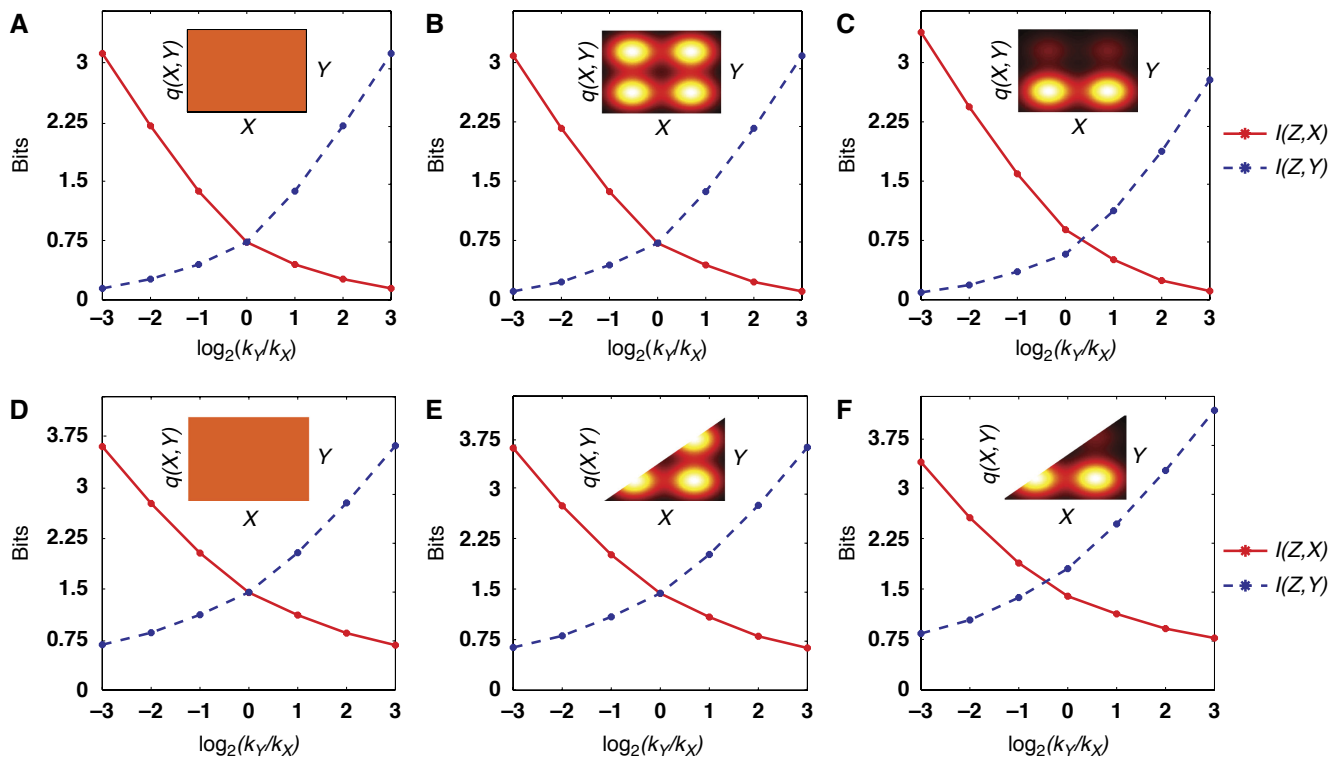 A
q(X,Y)
Y
X
Bits
3
2.25
1.5
0.75
0
−3 −2 −1 0 1 2 3
log2(kY/kX)
B
q(X,Y)
Y
X
Bits
3
2.25
1.5
0.75
0
−3 −2 −1 0 1 2 3
log2(kY/kX)
C
q(X,Y)
Y
X
Bits
3
2.25
1.5
0.75
0
−3 −2 −1 0 1 2 3
log2(kY/kX)
I(Z,X)
I(Z,Y)
D
q(X,Y)
Y
X
Bits
3.75
3
2.25
1.5
0.75
0
−3 −2 −1 0 1 2 3
log2(kY/kX)
E
q(X,Y)
Y
X
Bits
3.75
3
2.25
1.5
0.75
0
−3 −2 −1 0 1 2 3
log2(kY/kX)
F
q(X,Y)
Y
X
Bits
3.75
3
2.25
1.5
0.75
0
−3 −2 −1 0 1 2 3
log2(kY/kX)
I(Z,X)
I(Z,Y)